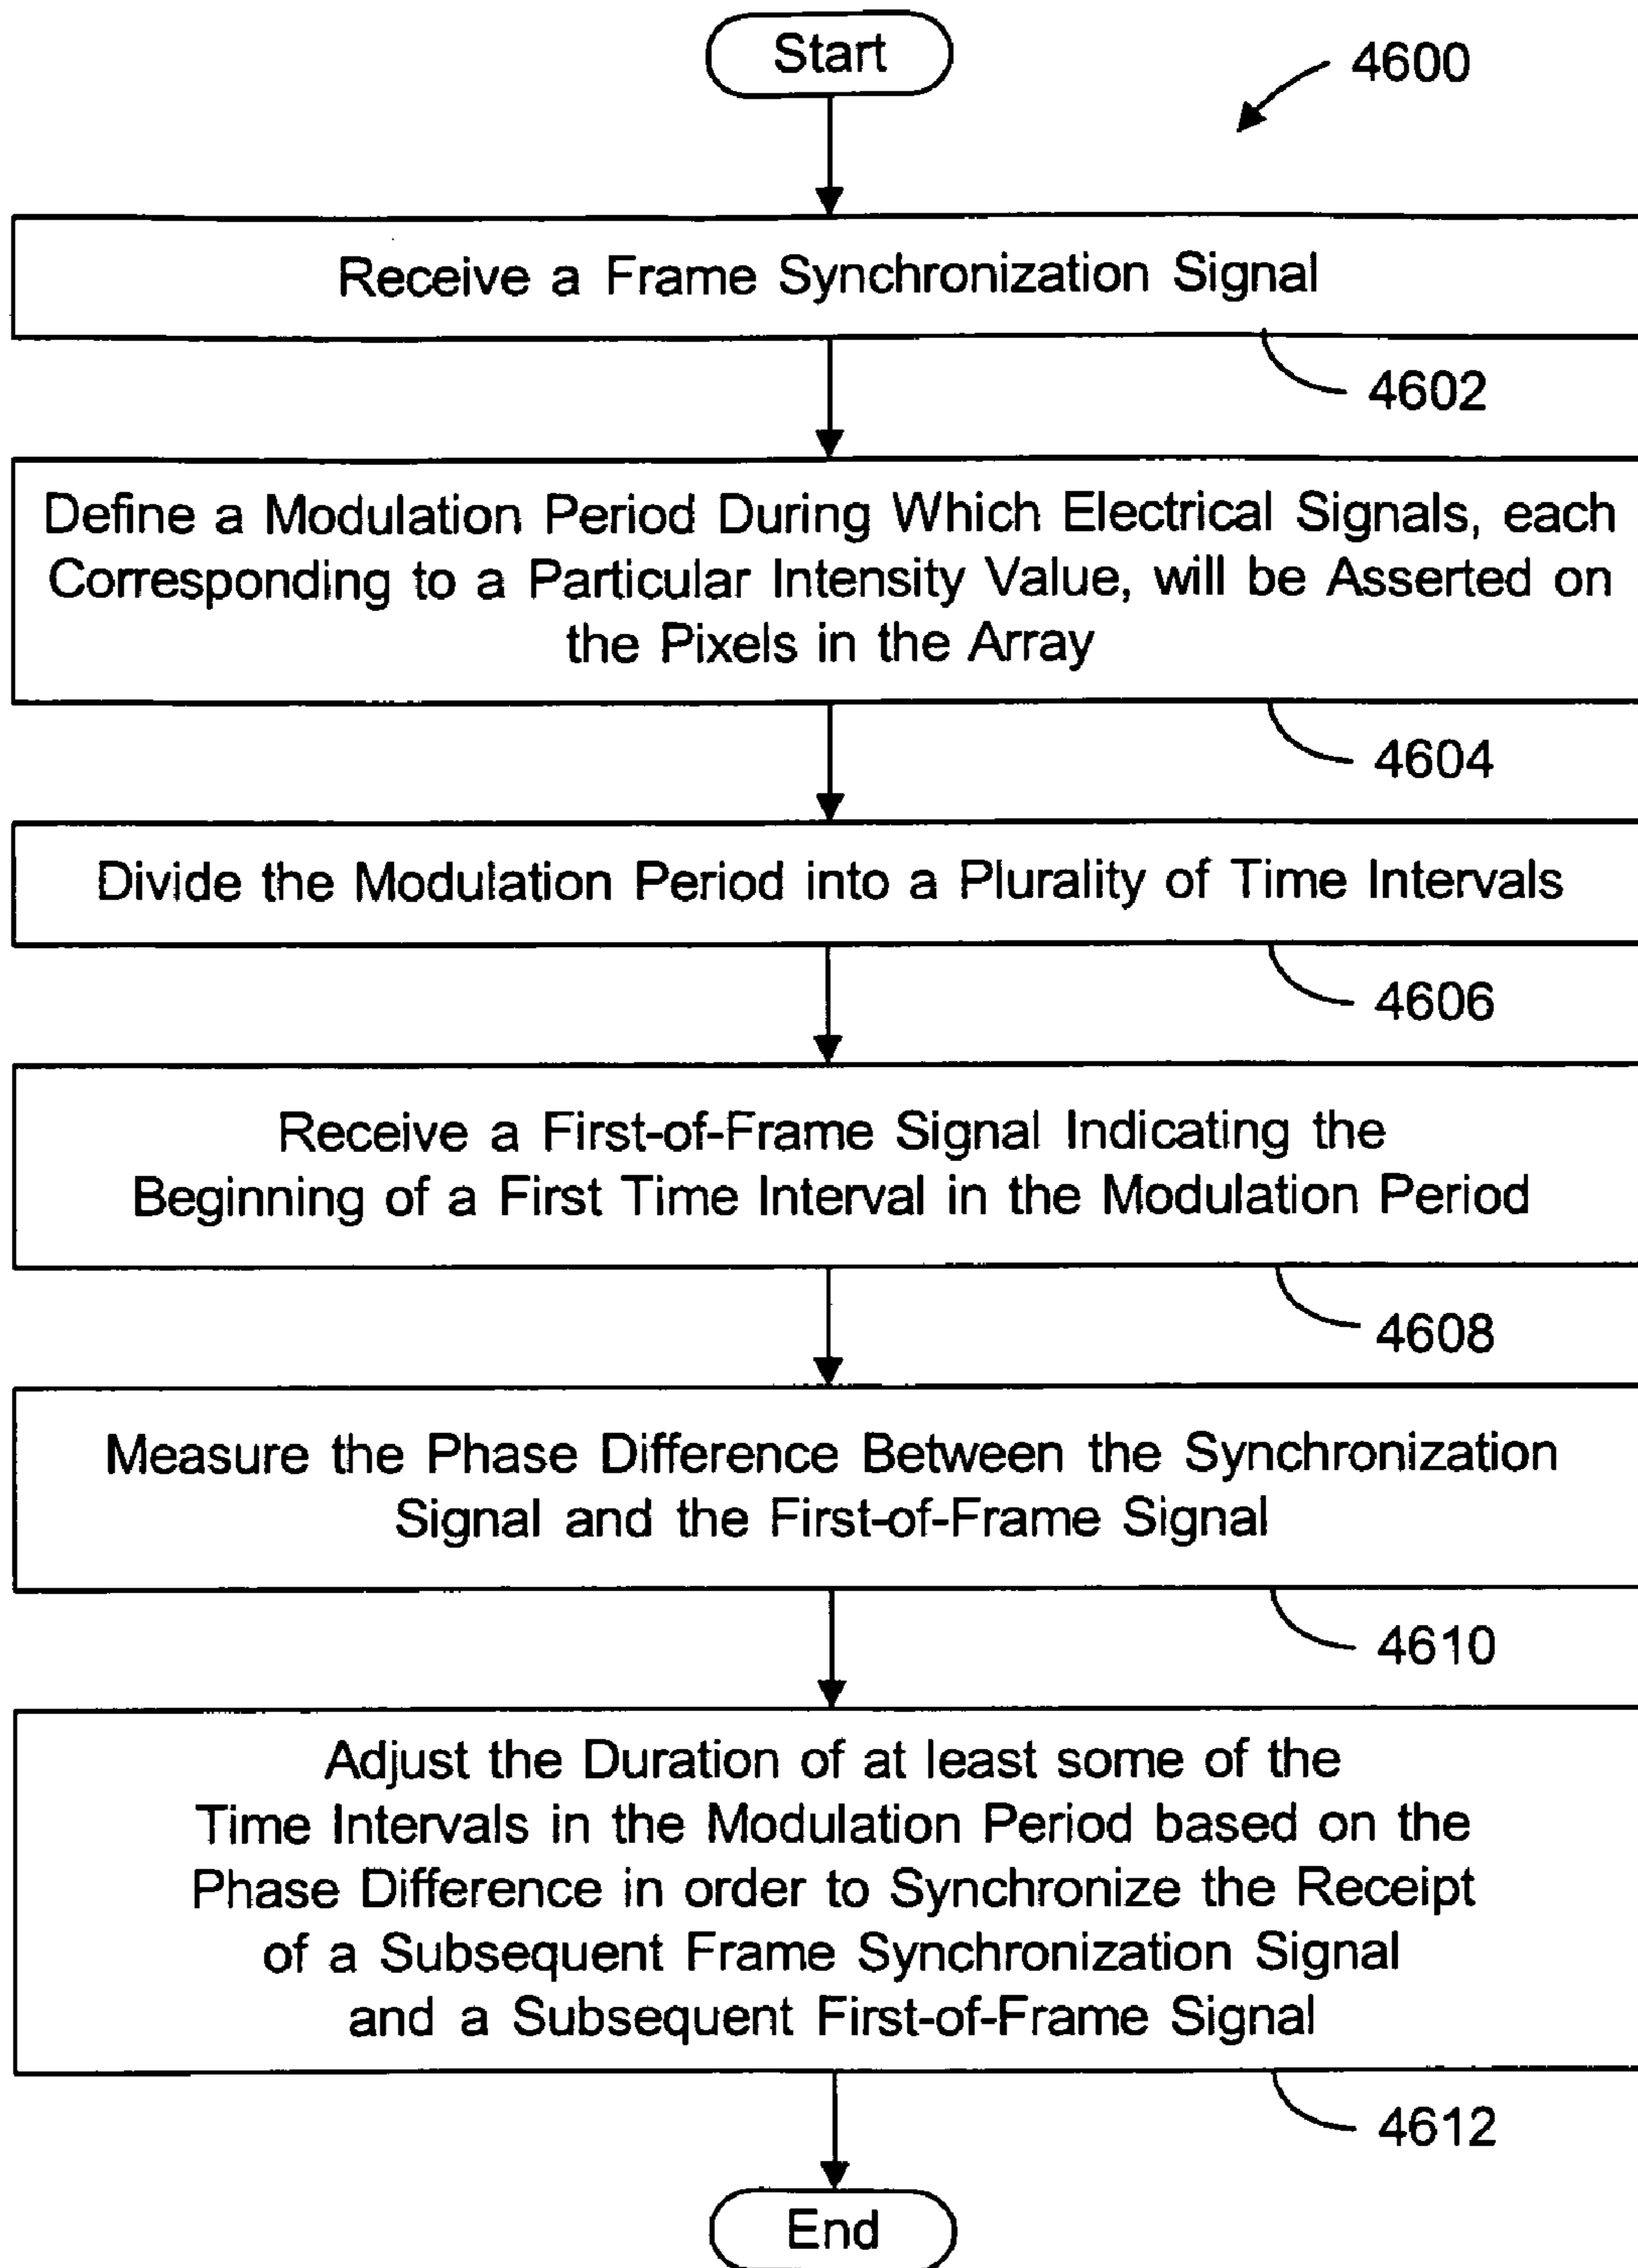 Start
4600
Receive a Frame Synchronization Signal
4602
Define a Modulation Period During Which Electrical Signals, each
Corresponding to a Particular Intensity Value, will be Asserted on
the Pixels in the Array
4604
Divide the Modulation Period into a Plurality of Time Intervals
4606
Receive a First-of-Frame Signal Indicating the
Beginning of a First Time Interval in the Modulation Period
4608
Measure the Phase Difference Between the Synchronization
Signal and the First-of-Frame Signal
4610
Adjust the Duration of at least some of the
Time Intervals in the Modulation Period based on the
Phase Difference in order to Synchronize the Receipt
of a Subsequent Frame Synchronization Signal
and a Subsequent First-of-Frame Signal
4612
End